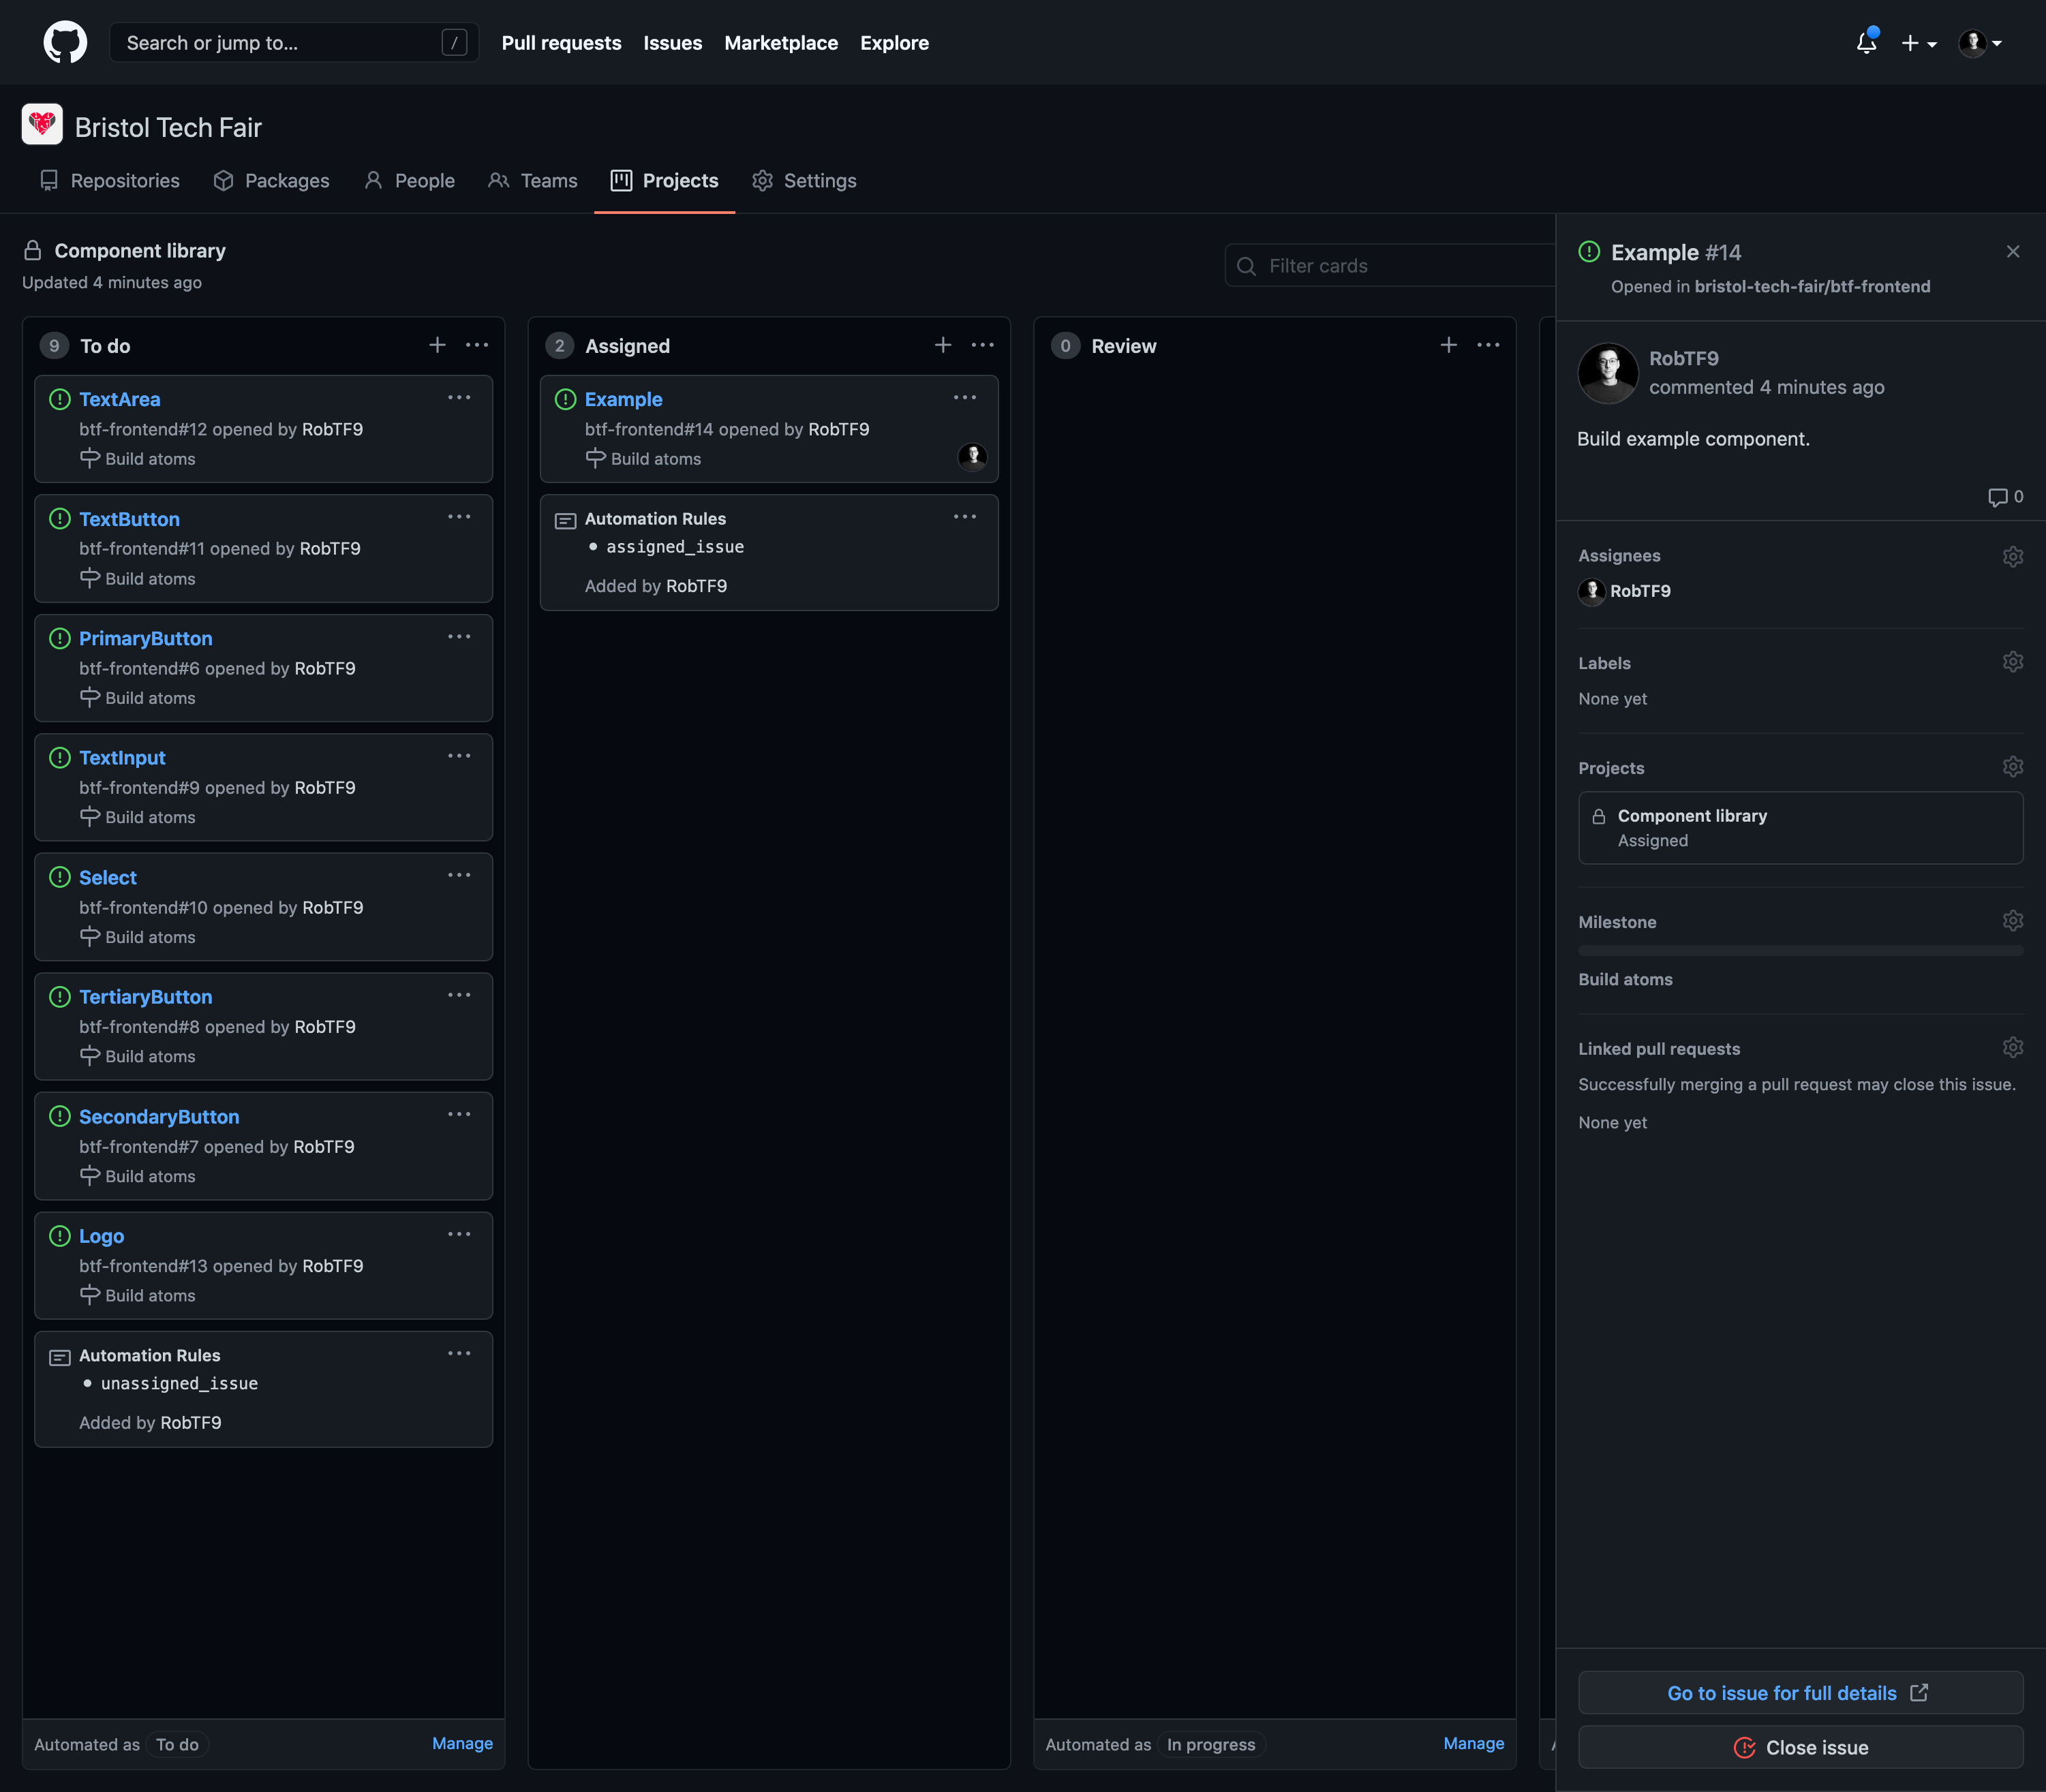 Search or jump to...
/
Pull requests
Issues
Marketplace
Explore
Bristol Tech Fair
Repositories
Packages
People
Teams
Projects
Settings
Component library
Updated 4 minutes ago
Filter cards
9 To do
TextArea
btf-frontend#12 opened by RobTF9
Build atoms
TextButton
btf-frontend#11 opened by RobTF9
Build atoms
PrimaryButton
btf-frontend#6 opened by RobTF9
Build atoms
TextInput
btf-frontend#9 opened by RobTF9
Build atoms
Select
btf-frontend#10 opened by RobTF9
Build atoms
TertiaryButton
btf-frontend#8 opened by RobTF9
Build atoms
SecondaryButton
btf-frontend#7 opened by RobTF9
Build atoms
Logo
btf-frontend#13 opened by RobTF9
Build atoms
Automation Rules
• unassigned_issue
Added by RobTF9
Automated as To do
Manage
2 Assigned
Example
btf-frontend#14 opened by RobTF9
Build atoms
Automation Rules
• assigned_issue
Added by RobTF9
0 Review
Automated as In progress
Manage
Example #14
Opened in bristol-tech-fair/btf-frontend
RobTF9
commented 4 minutes ago
Build example component.
0
Assignees
RobTF9
Labels
None yet
Projects
Component library
Assigned
Milestone
Build atoms
Linked pull requests
Successfully merging a pull request may close this issue.
None yet
Go to issue for full details
Close issue